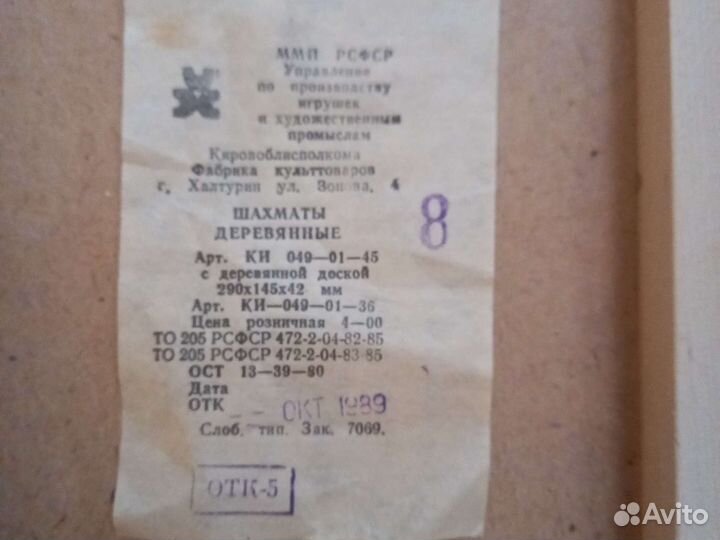 ММП РСФСР
Управление
по производству
игрушек
и художественным
промыслам
Кировоблисполкома
Фабрика культтоваров
г. Халтурин ул. Зонова, 4
ШАХМАТЫ
ДЕРЕВЯННЫЕ
8
Арт. КИ 049—01—45
с деревянной доской
290х145х42 мм
Арт. КИ—049—01—36
Цена розничная 4—00
ТО 205 РСФСР 472-2-04-82-85
ТО 205 РСФСР 472-2-04-83-85
ОСТ 13—39—80
Дата
ОТК
ОКТ 1989
Слоб. тип. Зак. 7069.
ОТК-5
Avito